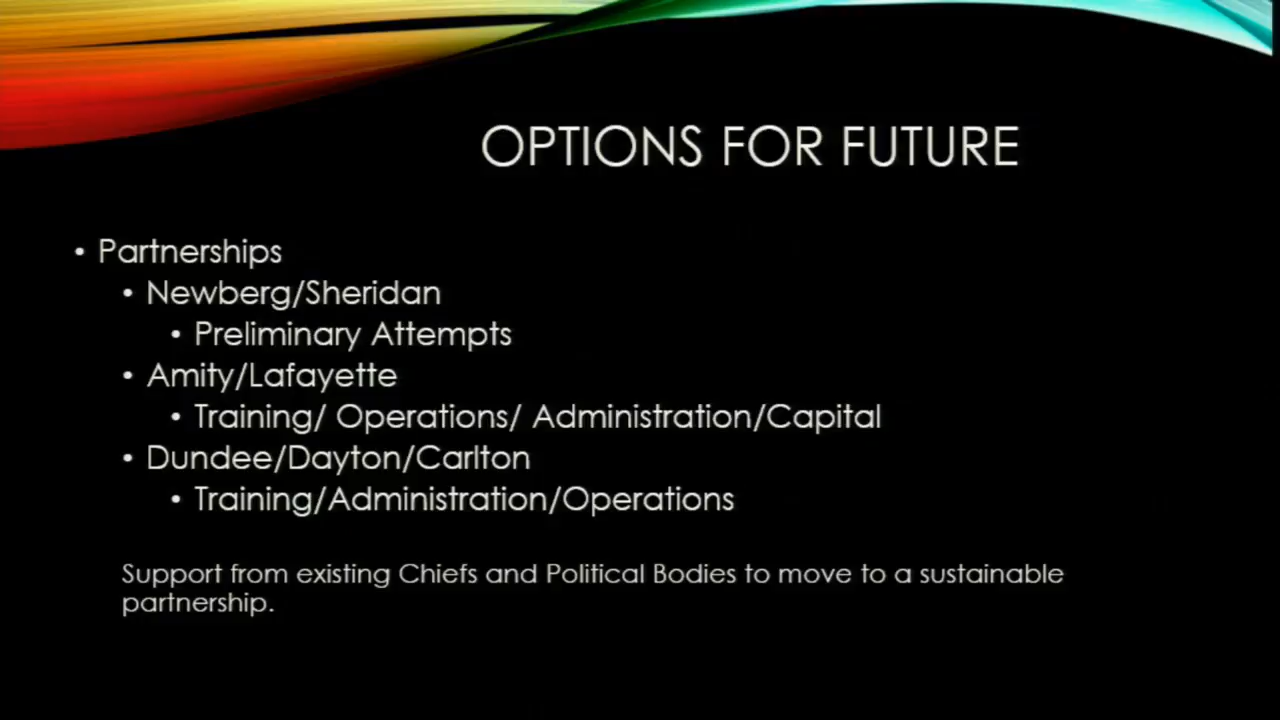 OPTIONS FOR FUTURE
• Partnerships
• Newberg/Sheridan
• Preliminary Attempts
• Amity/Lafayette
• Training/ Operations/ Administration/Capital
• Dundee/Dayton/Carlton
• Training/Administration/Operations
Support from existing Chiefs and Political Bodies to move to a sustainable
partnership.